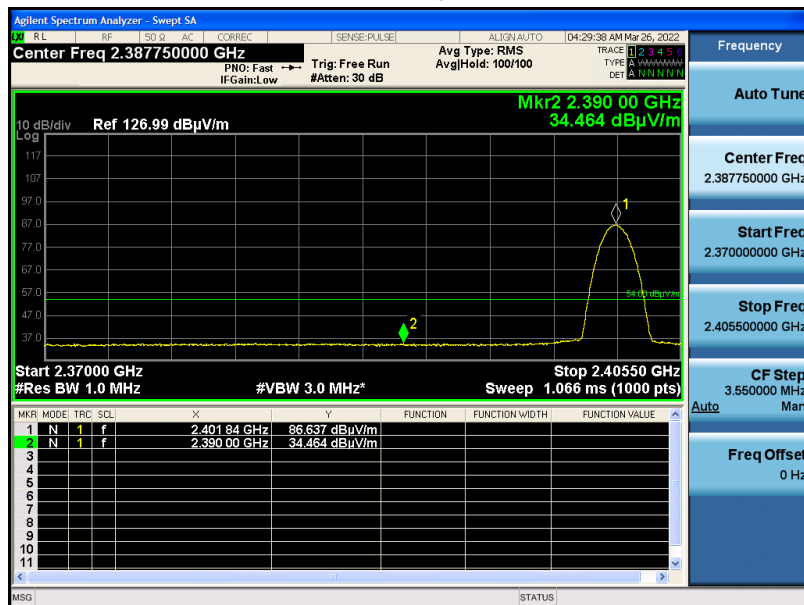 Agilent Spectrum Analyzer - Swept SA
LXI RL RF 50 Ω AC CORREC SENSE:PULSE ALIGN AUTO 04:29:38 AM Mar 26, 2022
Center Freq 2.387750000 GHz
PNO: Fast
IFGain:Low
Trig: Free Run
#Atten: 30 dB
Avg Type: RMS
Avg|Hold: 100/100
TRACE 1 2 3 4 5 6
TYPE A WWWWW
DET A N N N N N
Mkr2 2.390 00 GHz
34.464 dBµV/m
10 dB/div Ref 126.99 dBµV/m
Log
117
107
97.0
87.0
77.0
67.0
57.0
47.0
37.0
1
2
54.00 dBµV/m
Start 2.37000 GHz Stop 2.40550 GHz
#Res BW 1.0 MHz #VBW 3.0 MHz* Sweep 1.066 ms (1000 pts)
MKR MODE TRC SCL X Y FUNCTION FUNCTION WIDTH FUNCTION VALUE
1 N 1 f 2.401 84 GHz 86.637 dBµV/m
2 N 1 f 2.390 00 GHz 34.464 dBµV/m
3
4
5
6
7
8
9
10
11
MSG STATUS
Frequency
Auto Tune
Center Freq
2.387750000 GHz
Start Freq
2.370000000 GHz
Stop Freq
2.405500000 GHz
CF Step
3.550000 MHz
Auto Man
Freq Offset
0 Hz